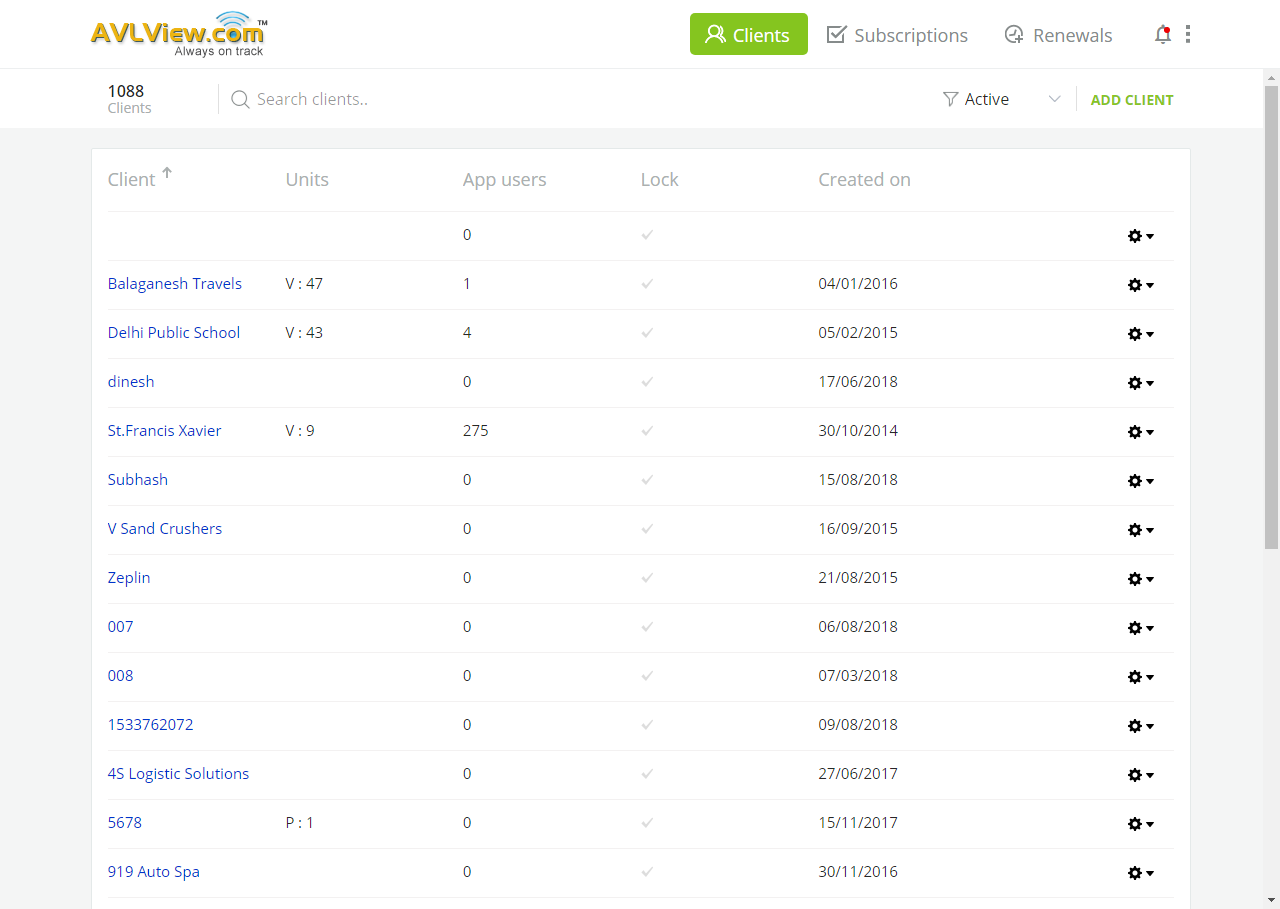 AVLView.com™
Always on track
Clients
Subscriptions
Renewals
1088
Clients
Search clients..
Active
ADD CLIENT
Client Units App users Lock Created on
0
Balaganesh Travels V : 47 1 04/01/2016
Delhi Public School V : 43 4 05/02/2015
dinesh 0 17/06/2018
St.Francis Xavier V : 9 275 30/10/2014
Subhash 0 15/08/2018
V Sand Crushers 0 16/09/2015
Zeplin 0 21/08/2015
007 0 06/08/2018
008 0 07/03/2018
1533762072 0 09/08/2018
4S Logistic Solutions 0 27/06/2017
5678 P : 1 0 15/11/2017
919 Auto Spa 0 30/11/2016